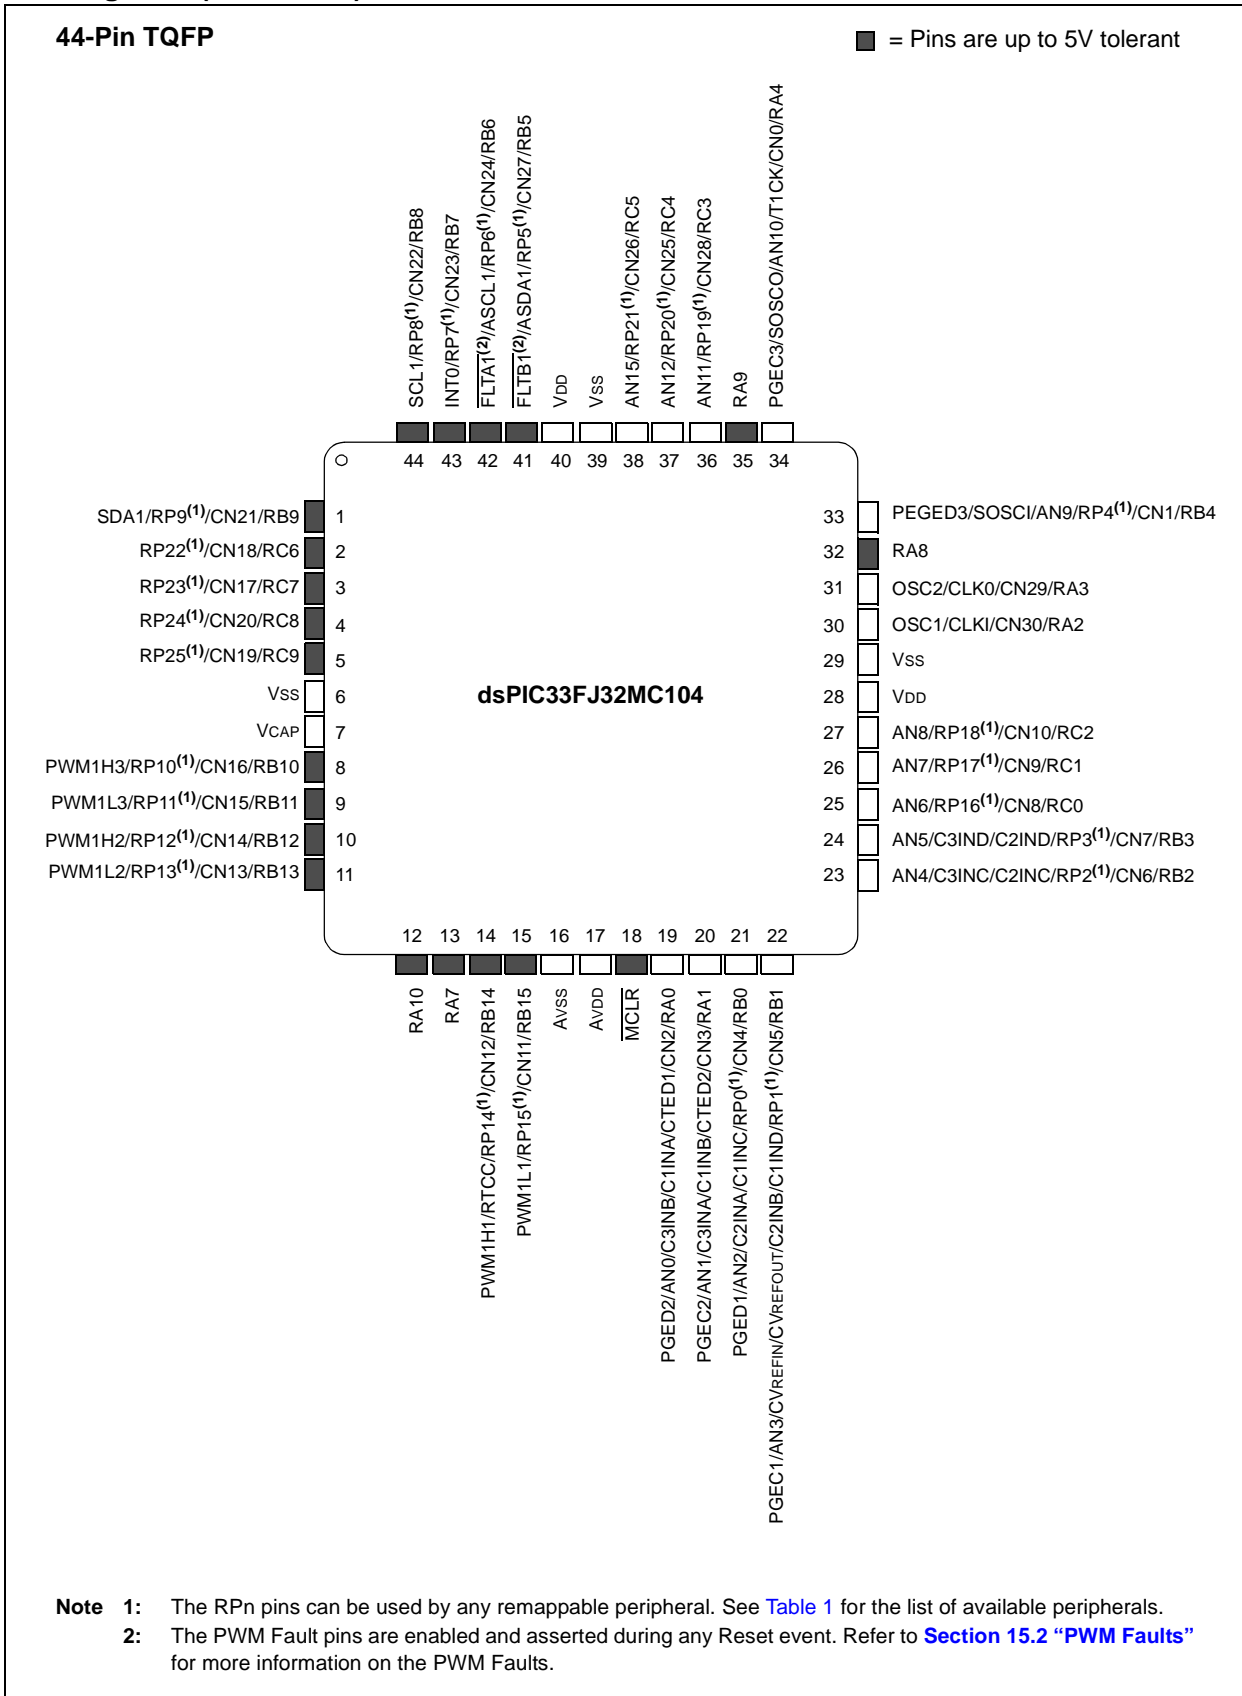 44-Pin TQFP
= Pins are up to 5V tolerant
SCL1/RP8(1)/CN22/RB8
INT0/RP7(1)/CN23/RB7
FLTA1(2)/ASCL1/RP6(1)/CN24/RB6
FLTB1(2)/ASDA1/RP5(1)/CN27/RB5
VDD
VSS
AN15/RP21(1)/CN26/RC5
AN12/RP20(1)/CN25/RC4
AN11/RP19(1)/CN28/RC3
RA9
PGEC3/SOSCO/AN10/T1CK/CN0/RA4
44 43 42 41 40 39 38 37 36 35 34
SDA1/RP9(1)/CN21/RB9 1
RP22(1)/CN18/RC6 2
RP23(1)/CN17/RC7 3
RP24(1)/CN20/RC8 4
RP25(1)/CN19/RC9 5
VSS 6
VCAP 7
PWM1H3/RP10(1)/CN16/RB10 8
PWM1L3/RP11(1)/CN15/RB11 9
PWM1H2/RP12(1)/CN14/RB12 10
PWM1L2/RP13(1)/CN13/RB13 11
dsPIC33FJ32MC104
33 PEGED3/SOSCI/AN9/RP4(1)/CN1/RB4
32 RA8
31 OSC2/CLK0/CN29/RA3
30 OSC1/CLKI/CN30/RA2
29 VSS
28 VDD
27 AN8/RP18(1)/CN10/RC2
26 AN7/RP17(1)/CN9/RC1
25 AN6/RP16(1)/CN8/RC0
24 AN5/C3IND/C2IND/RP3(1)/CN7/RB3
23 AN4/C3INC/C2INC/RP2(1)/CN6/RB2
12 13 14 15 16 17 18 19 20 21 22
RA10
RA7
PWM1H1/RTCC/RP14(1)/CN12/RB14
PWM1L1/RP15(1)/CN11/RB15
AVSS
AVDD
MCLR
PGED2/AN0/C3INB/C1INA/CTED1/CN2/RA0
PGEC2/AN1/C3INA/C1INB/CTED2/CN3/RA1
PGED1/AN2/C2INA/C1INC/RP0(1)/CN4/RB0
PGEC1/AN3/CVREFIN/CVREFOUT/C2INB/C1IND/RP1(1)/CN5/RB1
Note 1: The RPn pins can be used by any remappable peripheral. See Table 1 for the list of available peripherals.
2: The PWM Fault pins are enabled and asserted during any Reset event. Refer to Section 15.2 “PWM Faults”
for more information on the PWM Faults.